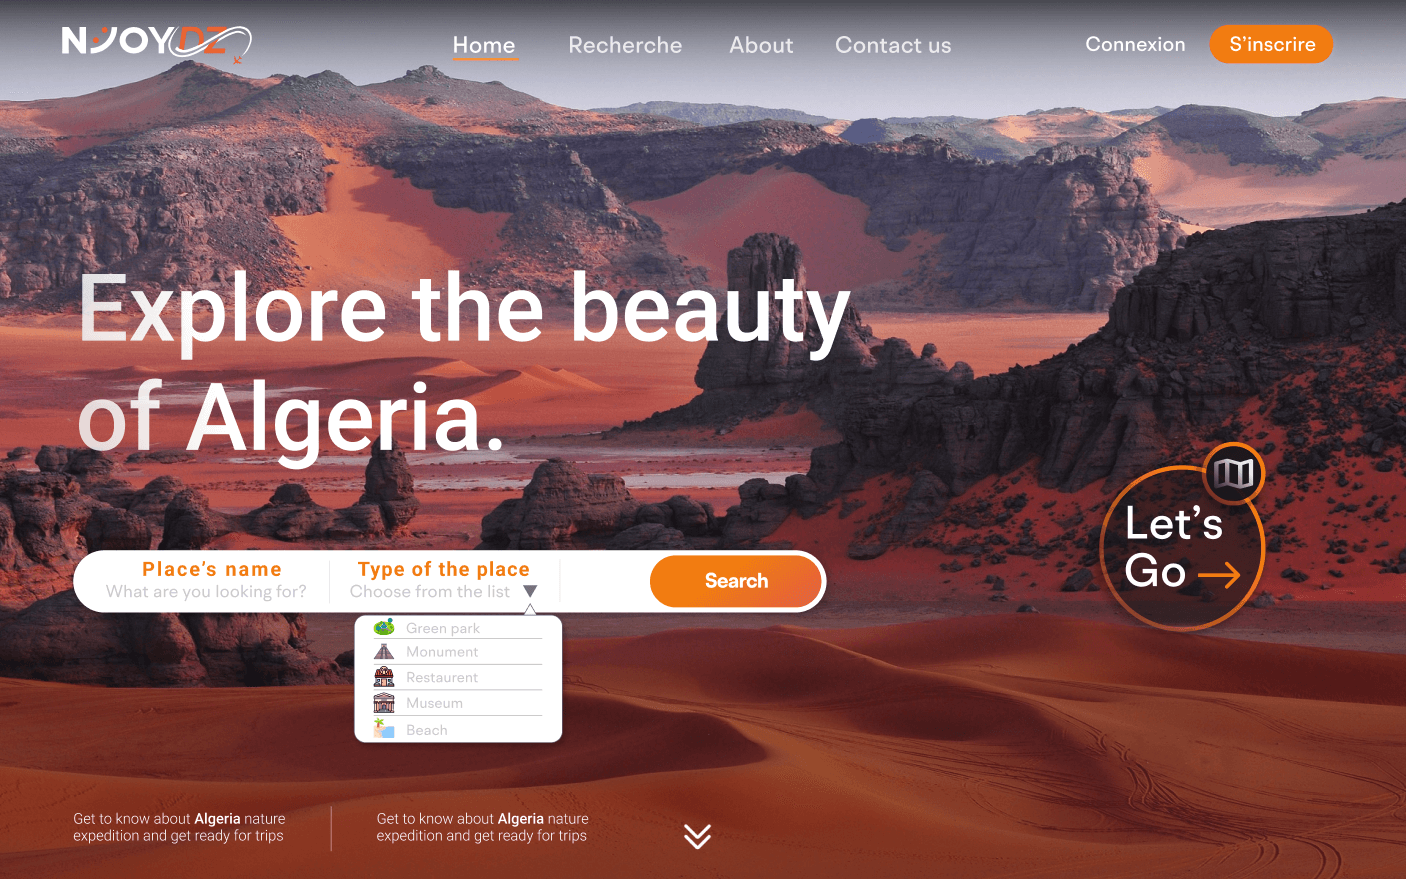 NJOYDZ
Home
Recherche
About
Contact us
Connexion
S'inscrire
Explore the beauty
of Algeria.
Let's
Go
Place's name
What are you looking for?
Type of the place
Choose from the list
Search
Green park
Monument
Restaurent
Museum
Beach
Get to know about Algeria nature
expedition and get ready for trips
Get to know about Algeria nature
expedition and get ready for trips